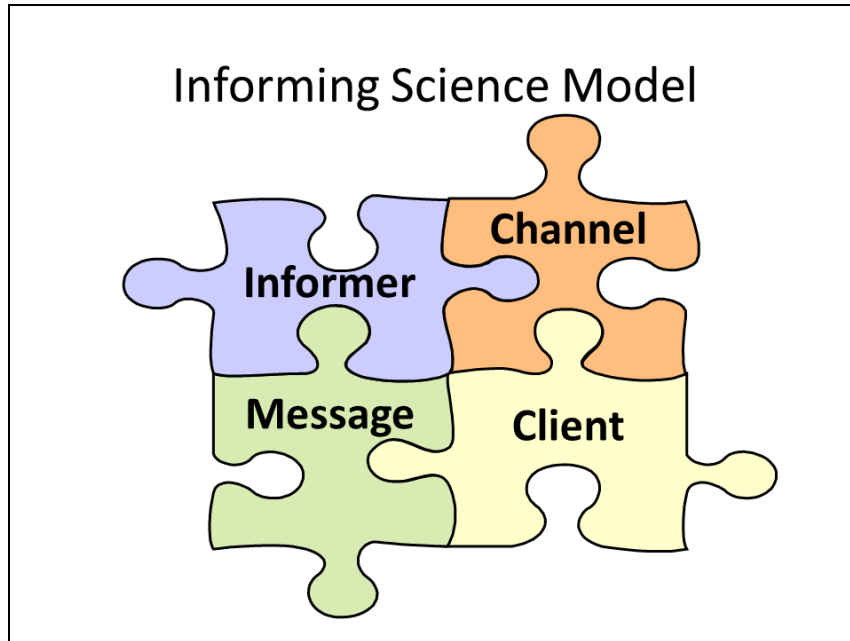 Informing Science Model
Channel
Informer
Message
Client